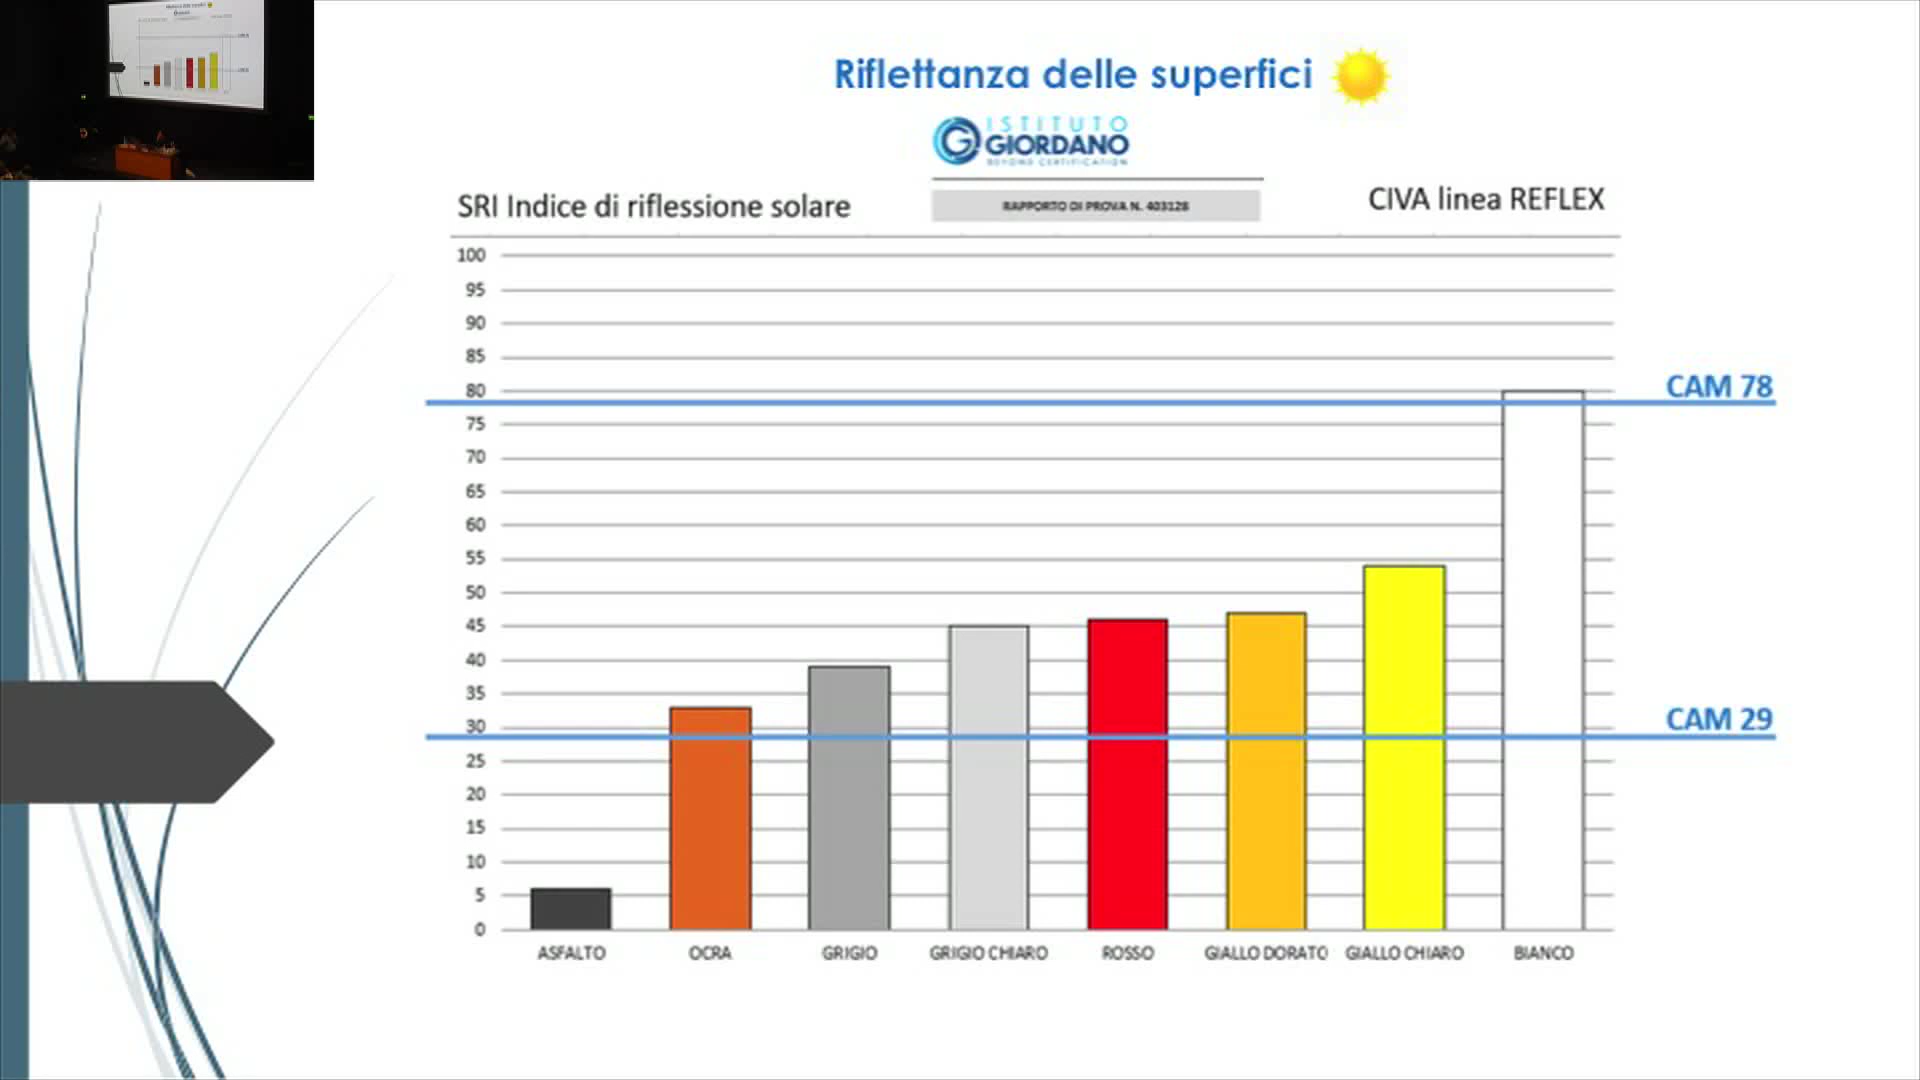 Riflettanza delle superfici
ISTITUTO
GIORDANO
BEYOND CERTIFICATION
SRI Indice di riflessione solare
RAPPORTO DI PROVA N. 403128
CIVA linea REFLEX
100
95
90
85
80
75
70
65
60
55
50
45
40
35
30
25
20
15
10
5
0
CAM 78
CAM 29
ASFALTO
OCRA
GRIGIO
GRIGIO CHIARO
ROSSO
GIALLO DORATO
GIALLO CHIARO
BIANCO